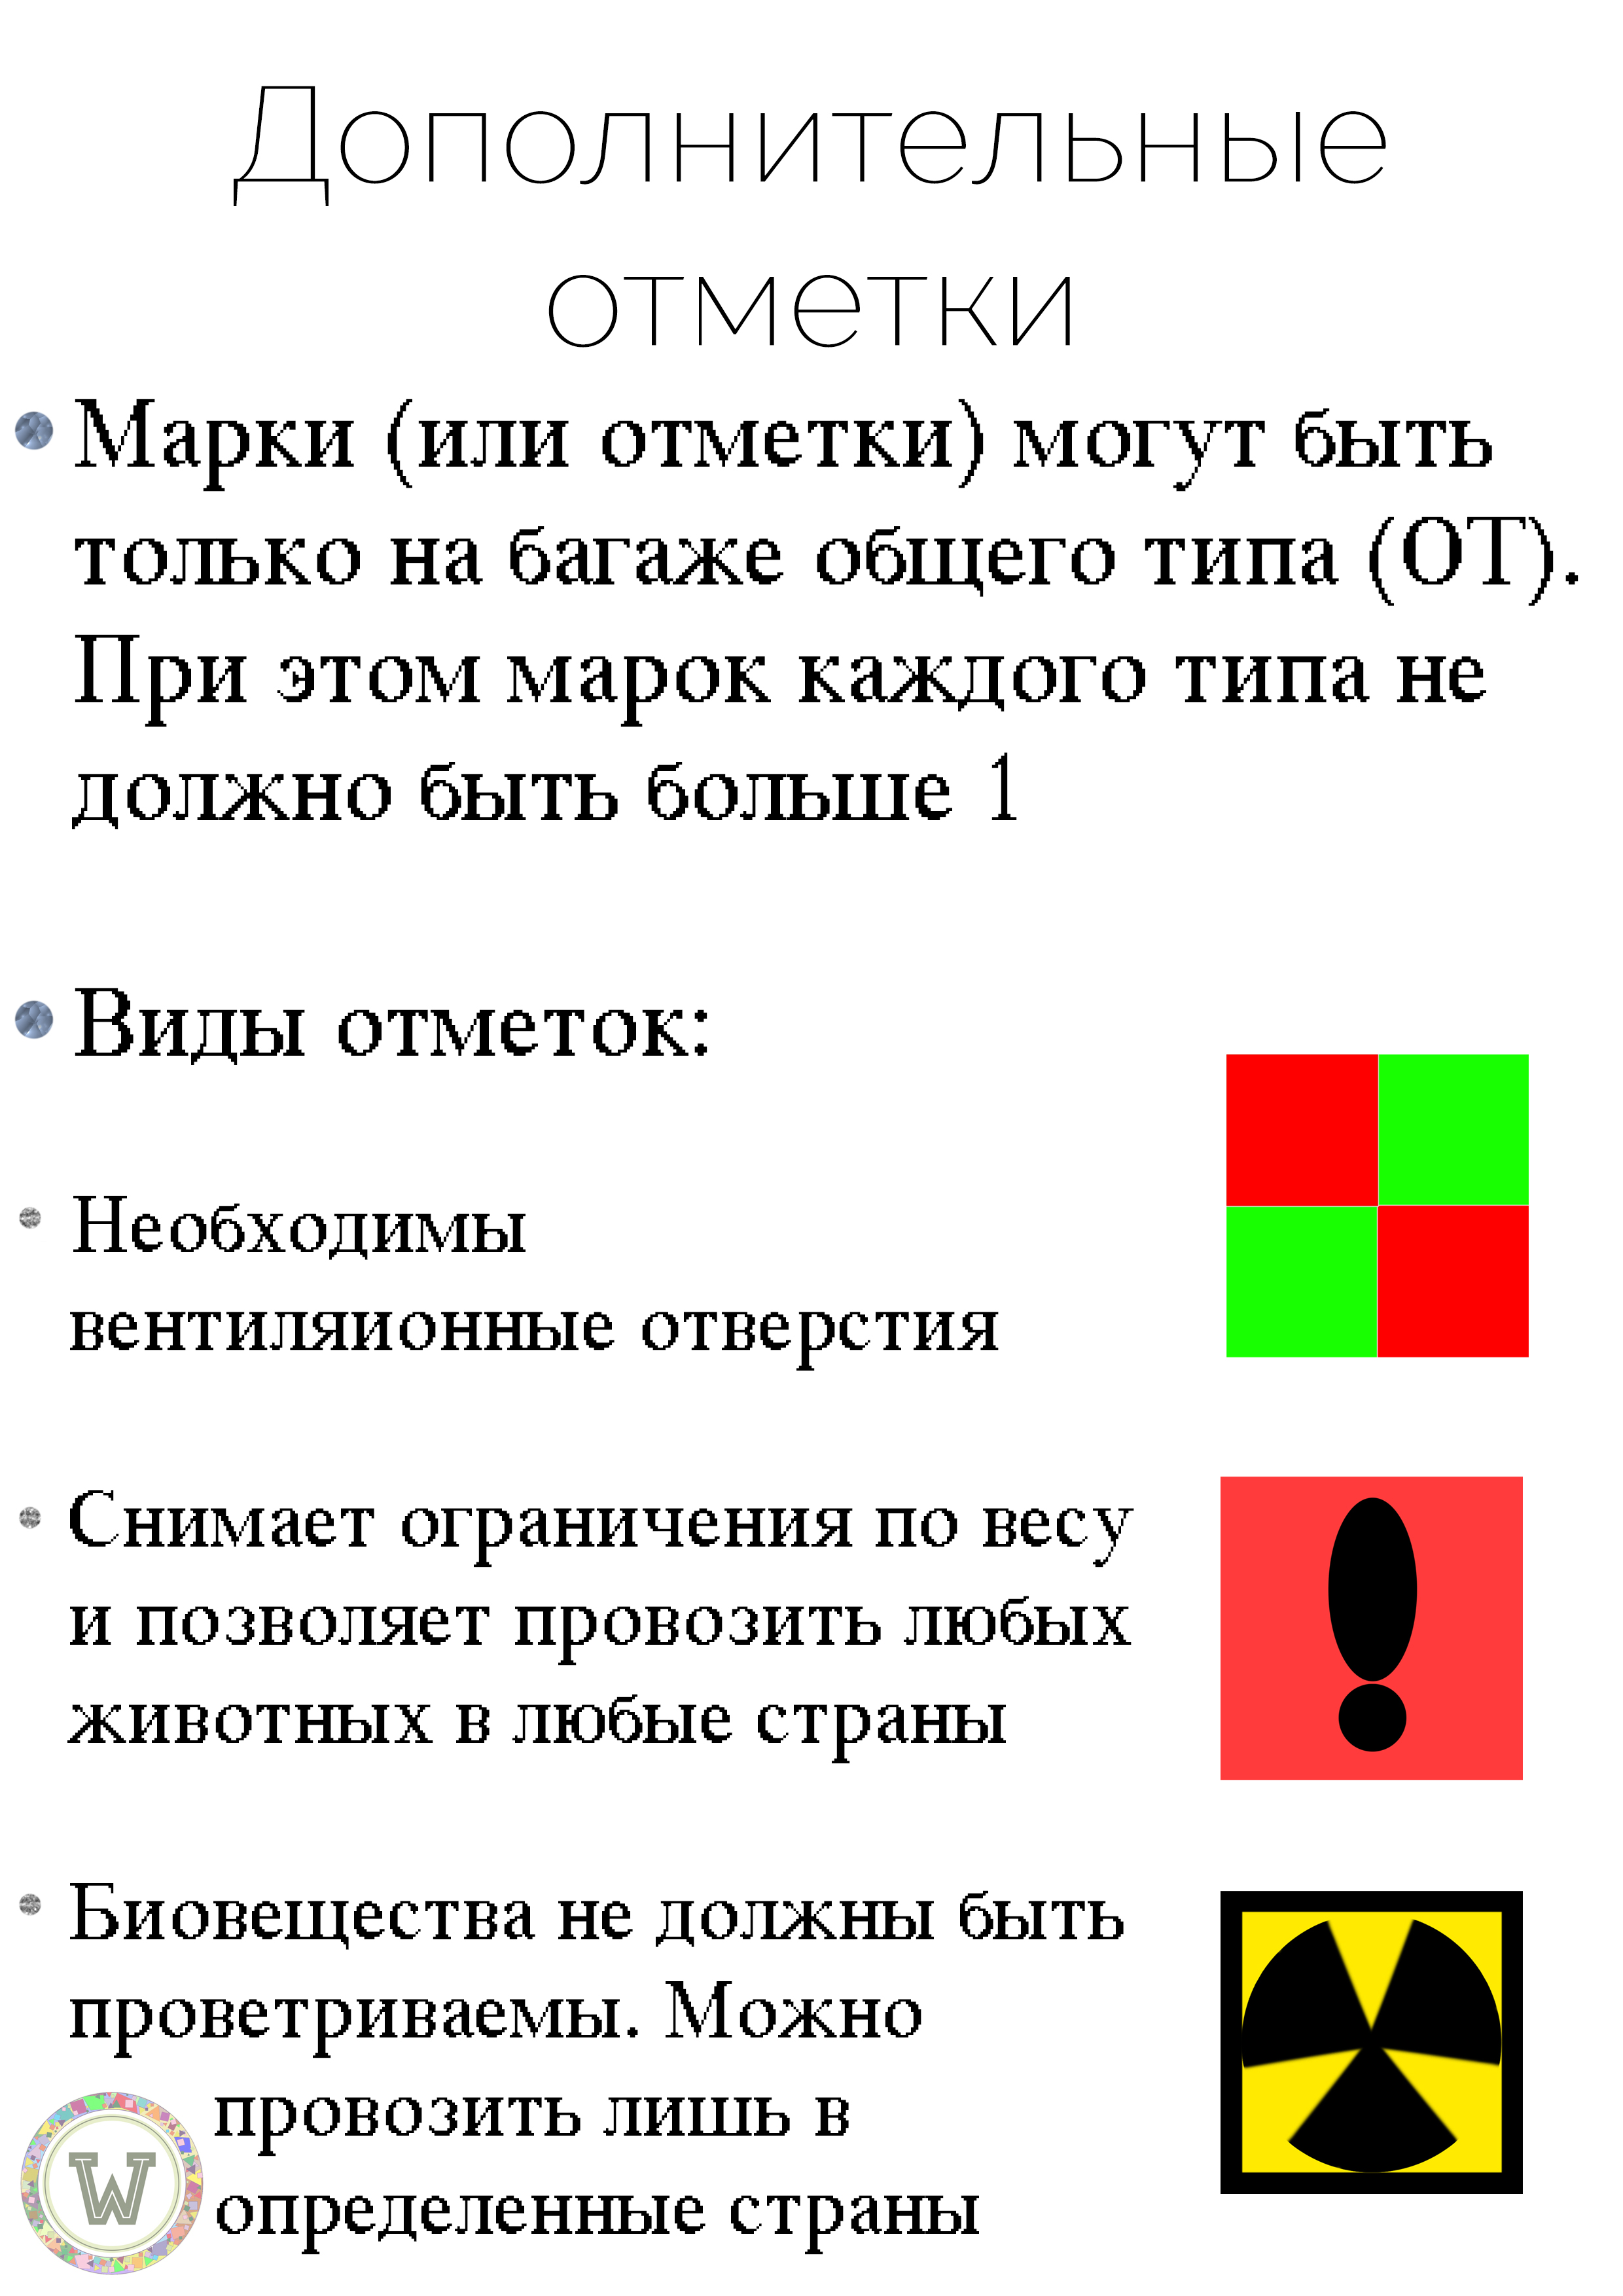 Дополнительные
отметки
Марки (или отметки) могут быть
только на багаже общего типа (ОТ).
При этом марок каждого типа не
должно быть больше 1
Виды отметок:
Необходимы
вентиляионные отверстия
Снимает ограничения по весу
и позволяет провозить любых
животных в любые страны
Биовещества не должны быть
проветриваемы. Можно
провозить лишь в
определенные страны
W